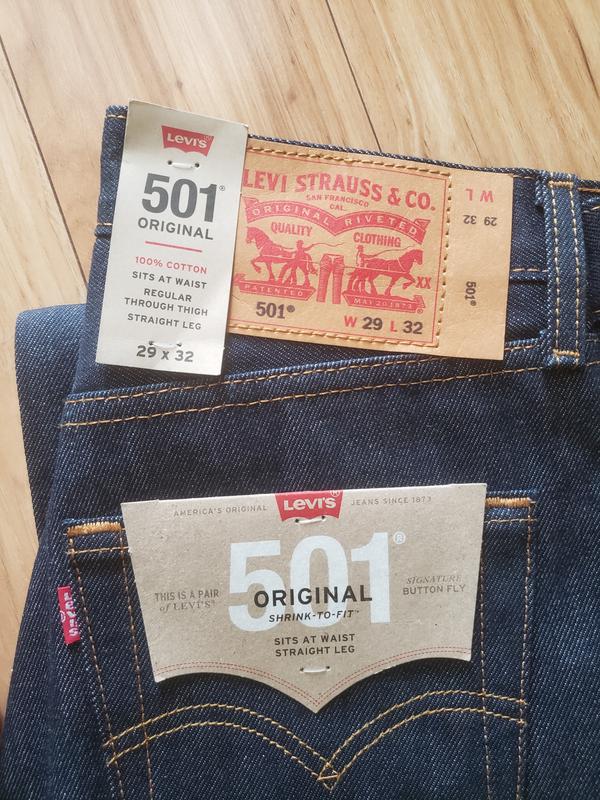 Levi's®
501®
ORIGINAL
100% COTTON
SITS AT WAIST
REGULAR
THROUGH THIGH
STRAIGHT LEG
29 x 32
LEVI STRAUSS & CO.
SAN FRANCISCO
CAL.
ORIGINAL RIVETED
QUALITY CLOTHING
XX
PATENTED MAY 20 1873
501®
W 29 L 32
W L
29 32
501®
AMERICA'S ORIGINAL Levi's® JEANS SINCE 1873
501®
THIS IS A PAIR
of LEVI'S®
ORIGINAL
SHRINK-TO-FIT™
SIGNATURE
BUTTON FLY
SITS AT WAIST
STRAIGHT LEG
LEVI'S